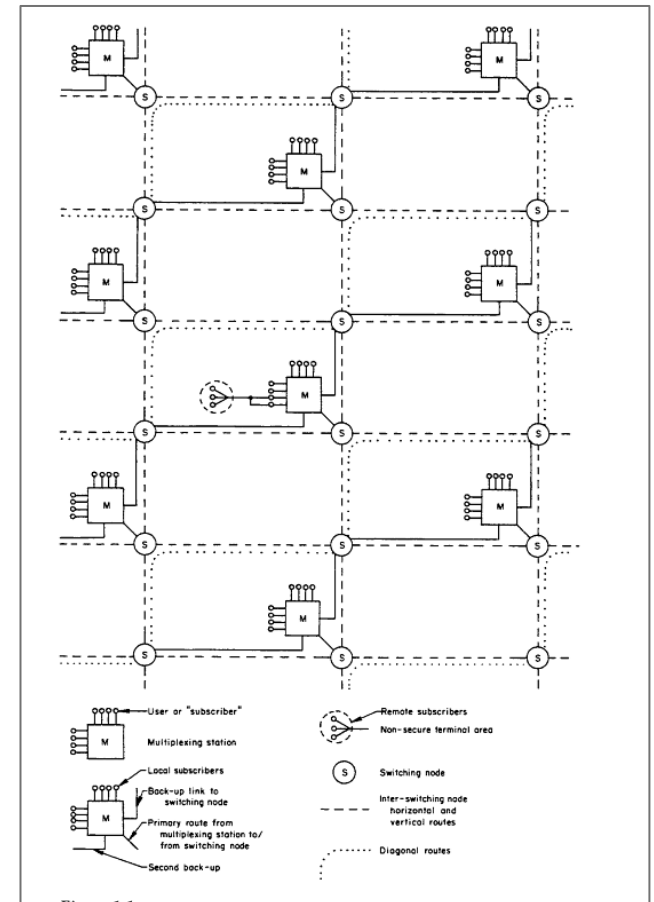 M
M
S
S
S
M
S
S
S
M
M
S
S
S
M
S
S
S
M
M
S
S
S
M
S
S
S
User or "subscriber"
M
Multiplexing station
Local subscribers
M
Back-up link to
switching node
Primary route from
multiplexing station to/
from switching node
Second back-up
Remote subscribers
Non-secure terminal area
S
Switching node
Inter-switching node
horizontal and
vertical routes
Diagonal routes